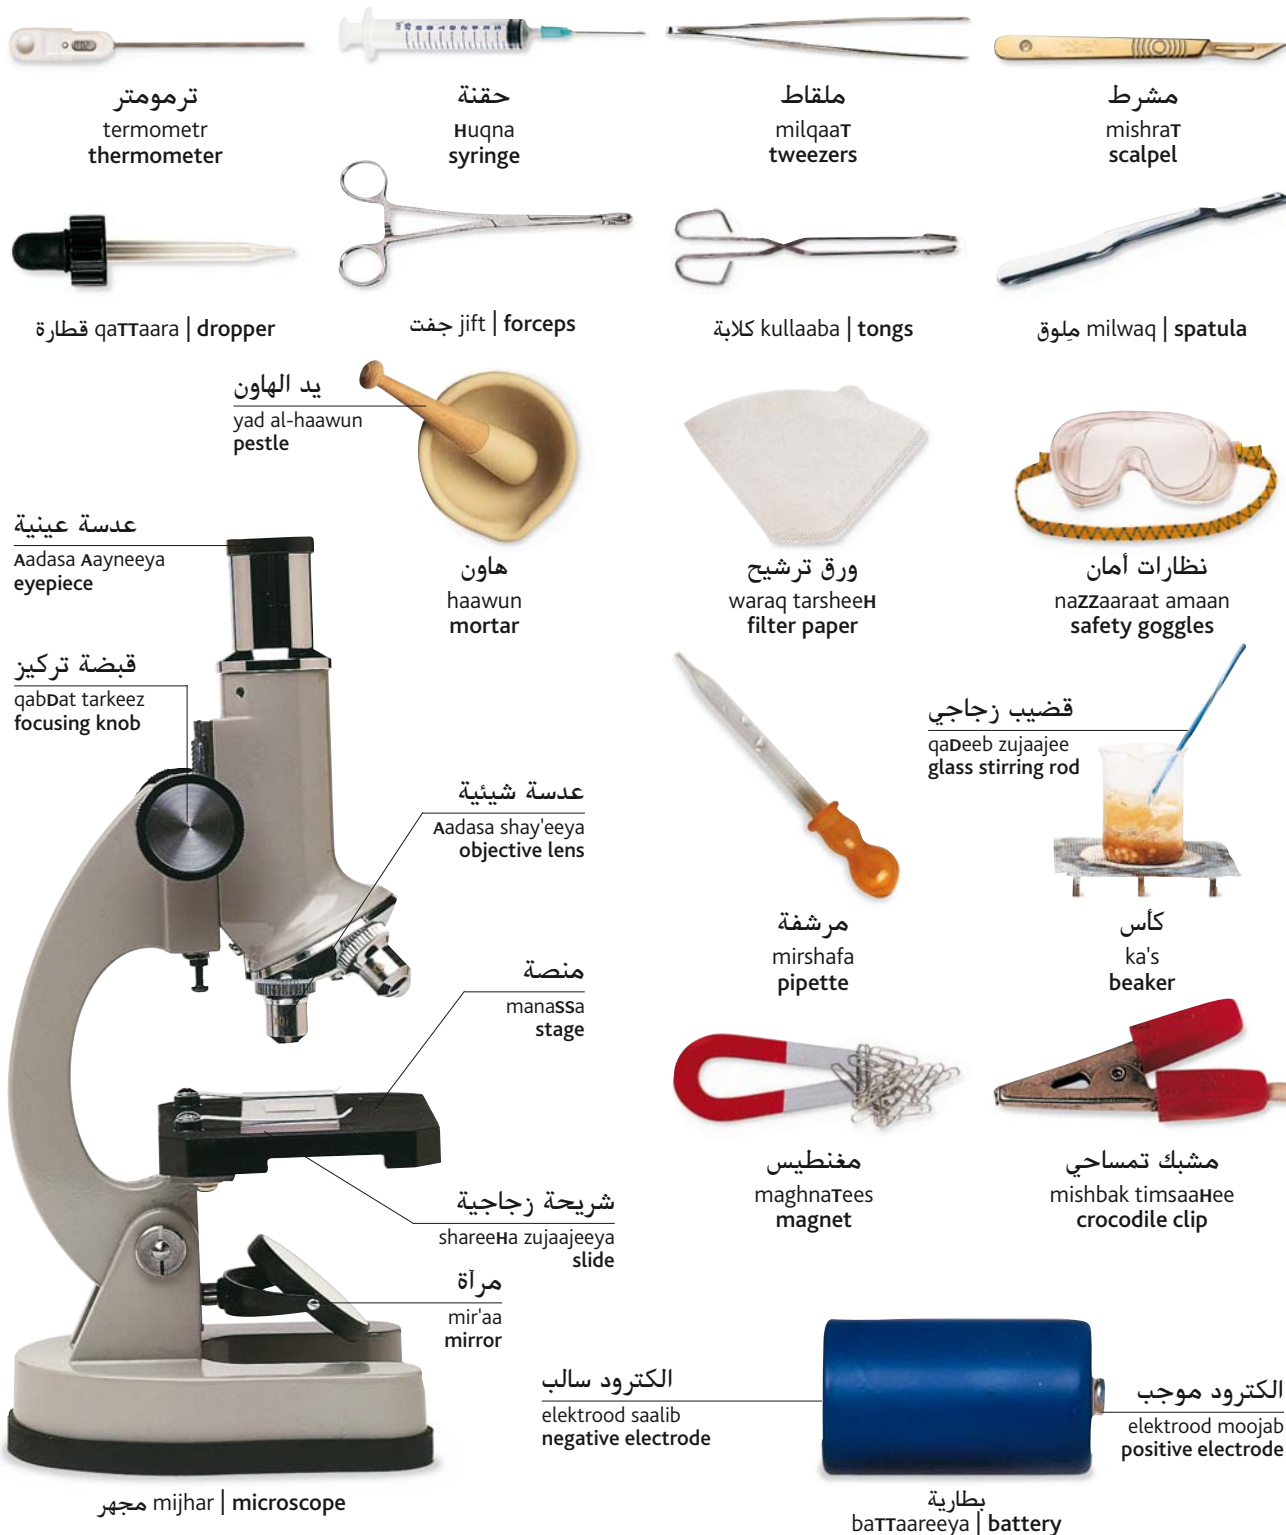 ترمومتر
termometr
thermometer
حقنة
Huqna
syringe
ملقاط
milqaaT
tweezers
مشرط
mishraT
scalpel
قطارة qaTTaara | dropper
جفت jift | forceps
كلابة kullaaba | tongs
مِلوق milwaq | spatula
يد الهاون
yad al-haawun
pestle
هاون
haawun
mortar
ورق ترشيح
waraq tarsheeH
filter paper
نظارات أمان
naZZaaraat amaan
safety goggles
عدسة عينية
Aadasa Aayneeya
eyepiece
قبضة تركيز
qabDat tarkeez
focusing knob
عدسة شيئية
Aadasa shay'eeya
objective lens
منصة
manaSSa
stage
شريحة زجاجية
shareeHa zujaajeeya
slide
مرآة
mir'aa
mirror
مجهر mijhar | microscope
مرشفة
mirshafa
pipette
قضيب زجاجي
qaDeeb zujaajee
glass stirring rod
كأس
ka's
beaker
مغنطيس
maghnaTees
magnet
مشبك تمساحي
mishbak timsaaHee
crocodile clip
الكترود سالب
elektrood saalib
negative electrode
الكترود موجب
elektrood moojab
positive electrode
بطارية
baTTaareeya | battery